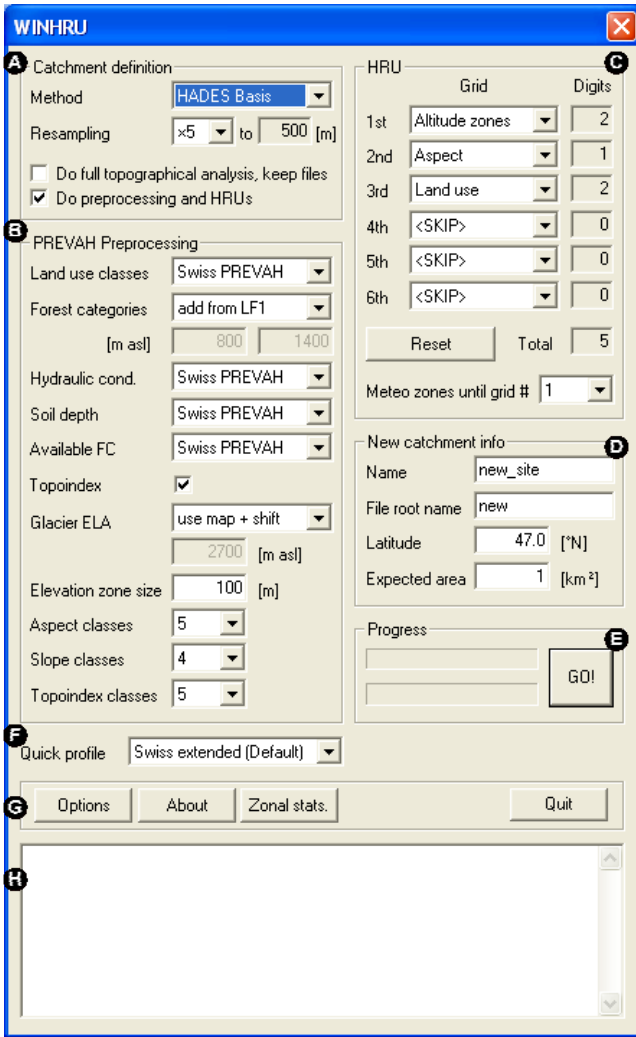 WINHRU
A Catchment definition
Method HADES Basis
Resampling ×5 to 500 [m]
Do full topographical analysis, keep files
Do preprocessing and HRUs
B PREVAH Preprocessing
Land use classes Swiss PREVAH
Forest categories add from LF1
[m asl] 800 1400
Hydraulic cond. Swiss PREVAH
Soil depth Swiss PREVAH
Available FC Swiss PREVAH
Topoindex
Glacier ELA use map + shift
2700 [m asl]
Elevation zone size 100 [m]
Aspect classes 5
Slope classes 4
Topoindex classes 5
HRU C
Grid Digits
1st Altitude zones 2
2nd Aspect 1
3rd Land use 2
4th <SKIP> 0
5th <SKIP> 0
6th <SKIP> 0
Reset Total 5
Meteo zones until grid # 1
New catchment info D
Name new_site
File root name new
Latitude 47.0 [°N]
Expected area 1 [km²]
Progress E
GO!
F
Quick profile Swiss extended (Default)
G Options About Zonal stats. Quit
H